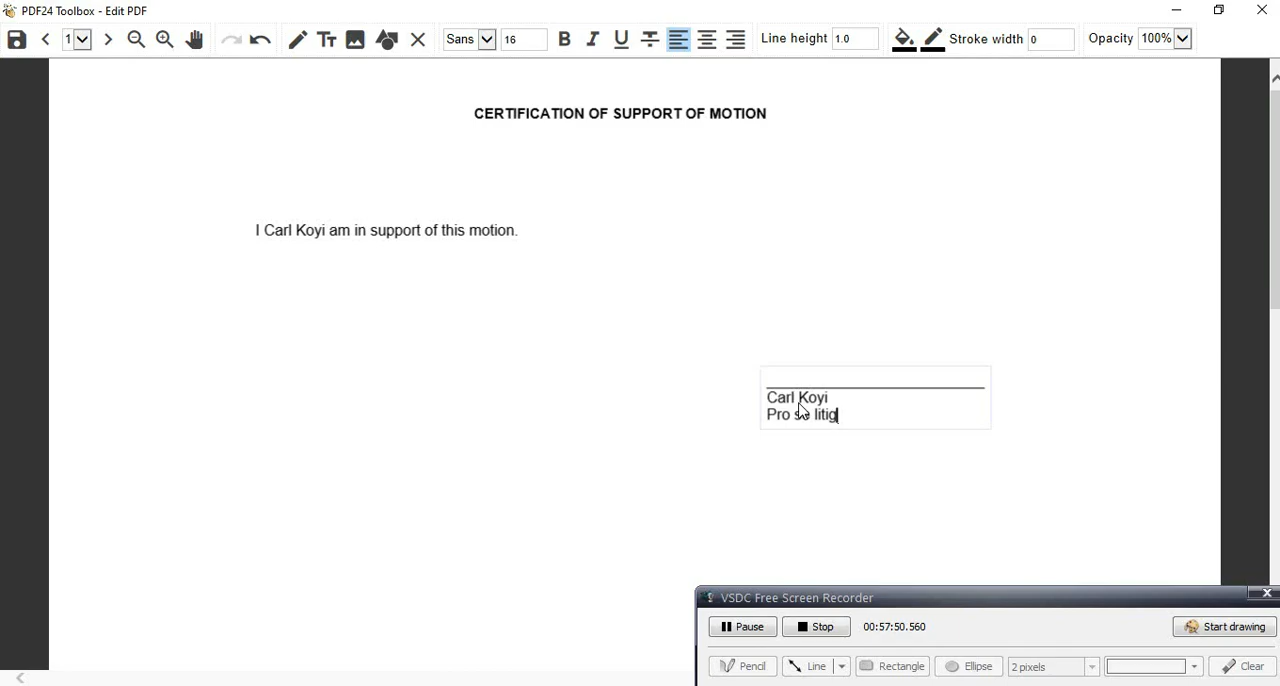 PDF24 Toolbox - Edit PDF
1 Sans 16 B I U T Line height 1.0 Stroke width 0 Opacity 100%
CERTIFICATION OF SUPPORT OF MOTION
I Carl Koyi am in support of this motion.
Carl Koyi
Pro se litig
VSDC Free Screen Recorder
Pause Stop 00:57:50.560 Start drawing
Pencil Line Rectangle Ellipse 2 pixels Clear